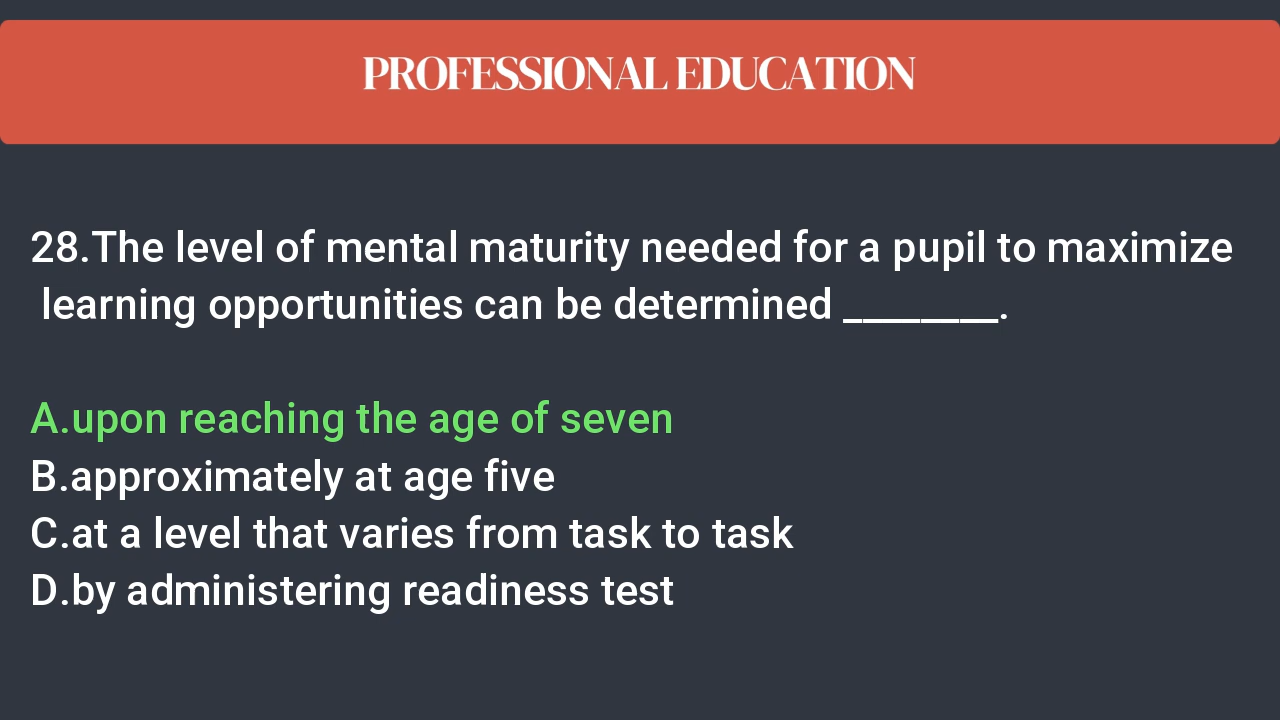 PROFESSIONAL EDUCATION
28.The level of mental maturity needed for a pupil to maximize
learning opportunities can be determined ________.
A.upon reaching the age of seven
B.approximately at age five
C.at a level that varies from task to task
D.by administering readiness test